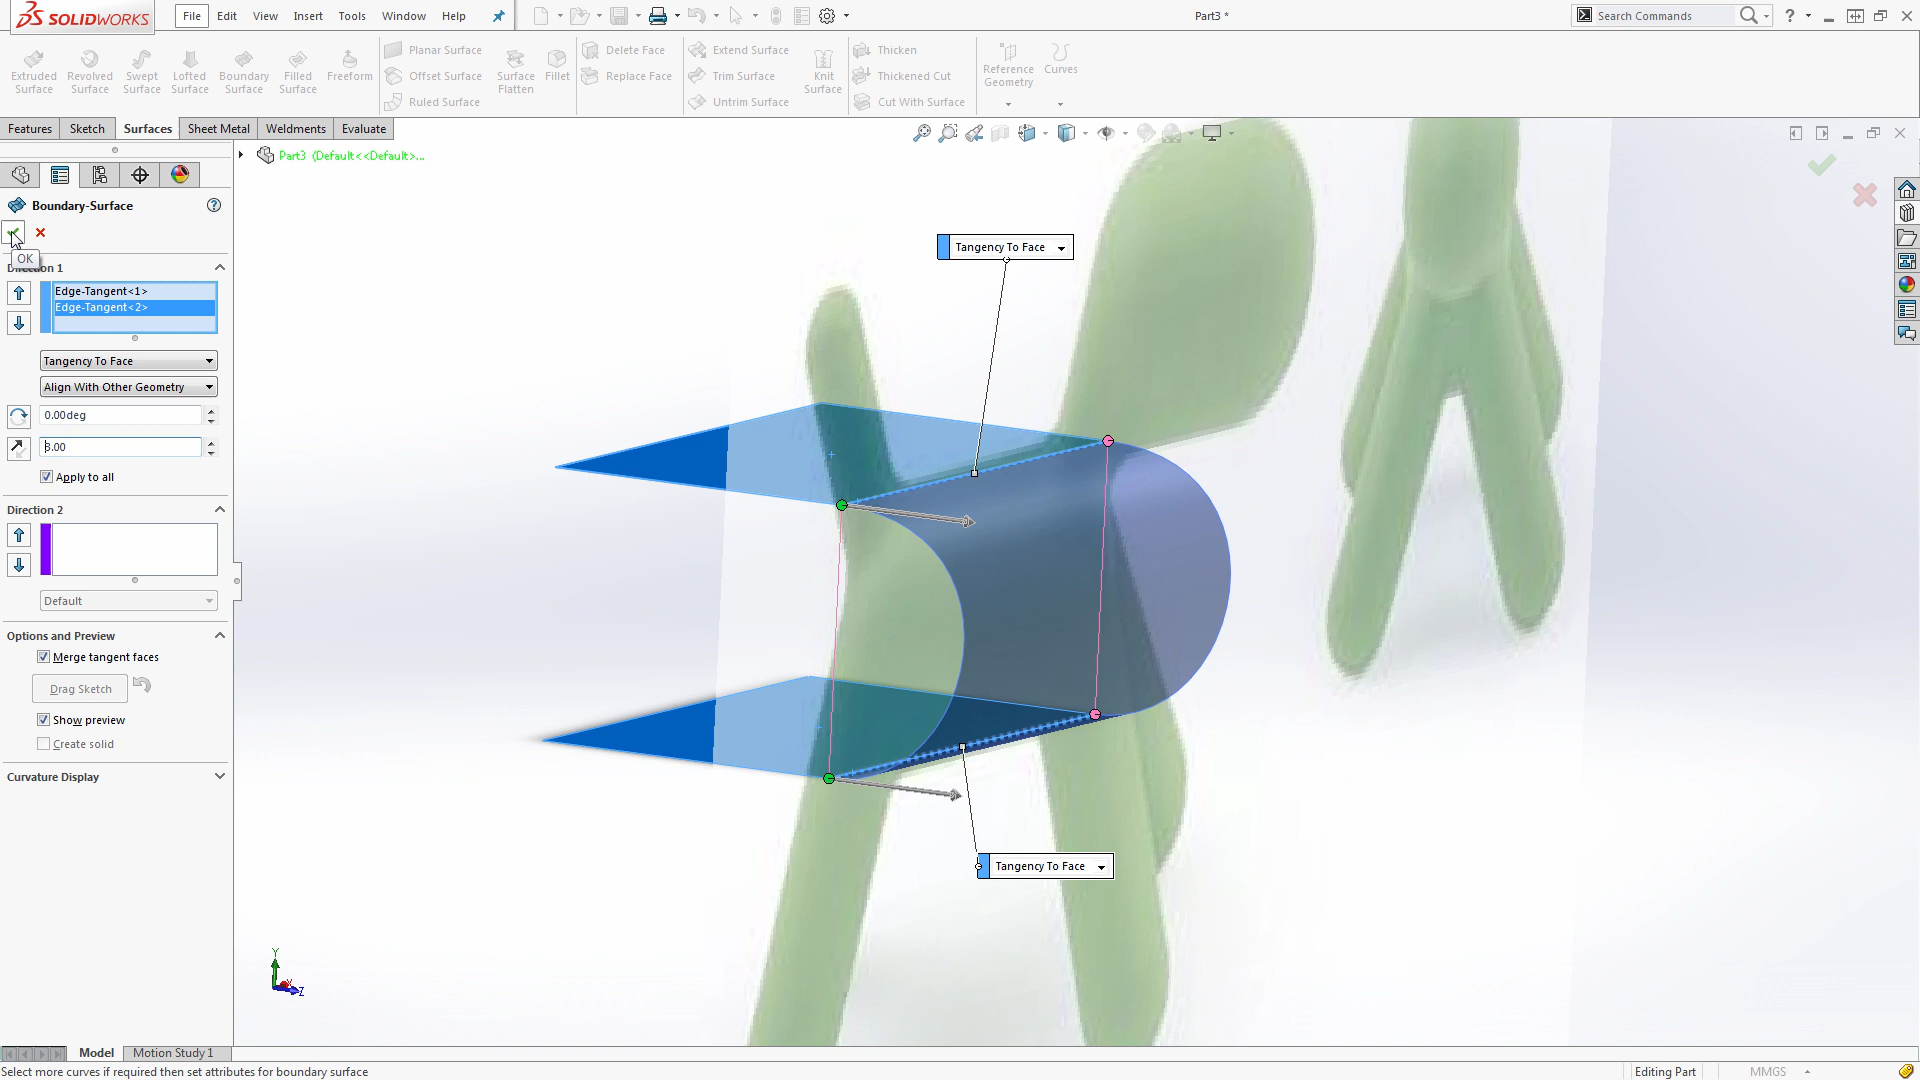 SOLIDWORKS File Edit View Insert Tools Window Help Part3 * Search Commands
Extruded Surface
Revolved Surface
Swept Surface
Lofted Surface
Boundary Surface
Filled Surface
Freeform
Planar Surface
Offset Surface
Ruled Surface
Surface Flatten
Fillet
Delete Face
Replace Face
Extend Surface
Trim Surface
Untrim Surface
Knit Surface
Thicken
Thickened Cut
Cut With Surface
Reference Geometry
Curves
Features Sketch Surfaces Sheet Metal Weldments Evaluate
Part3 (Default<<Default>...
Boundary-Surface
OK
Direction 1
Edge-Tangent<1>
Edge-Tangent<2>
Tangency To Face
Align With Other Geometry
0.00deg
3.00
Apply to all
Direction 2
Default
Options and Preview
Merge tangent faces
Drag Sketch
Show preview
Create solid
Curvature Display
Tangency To Face
Tangency To Face
Y
Z
Model Motion Study 1
Select more curves if required then set attributes for boundary surface Editing Part MMGS